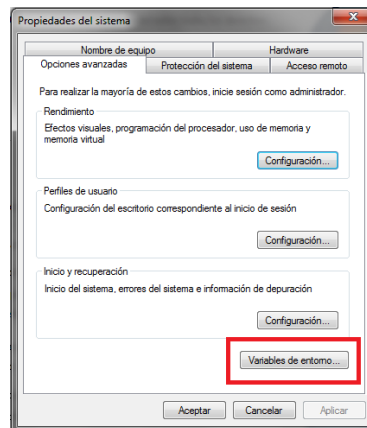 Propiedades del sistema
Nombre de equipo Hardware
Opciones avanzadas Protección del sistema Acceso remoto
Para realizar la mayoría de estos cambios, inicie sesión como administrador.
Rendimiento
Efectos visuales, programación del procesador, uso de memoria y
memoria virtual
Configuración...
Perfiles de usuario
Configuración del escritorio correspondiente al inicio de sesión
Configuración...
Inicio y recuperación
Inicio del sistema, errores del sistema e información de depuración
Configuración...
Variables de entorno...
Aceptar Cancelar Aplicar